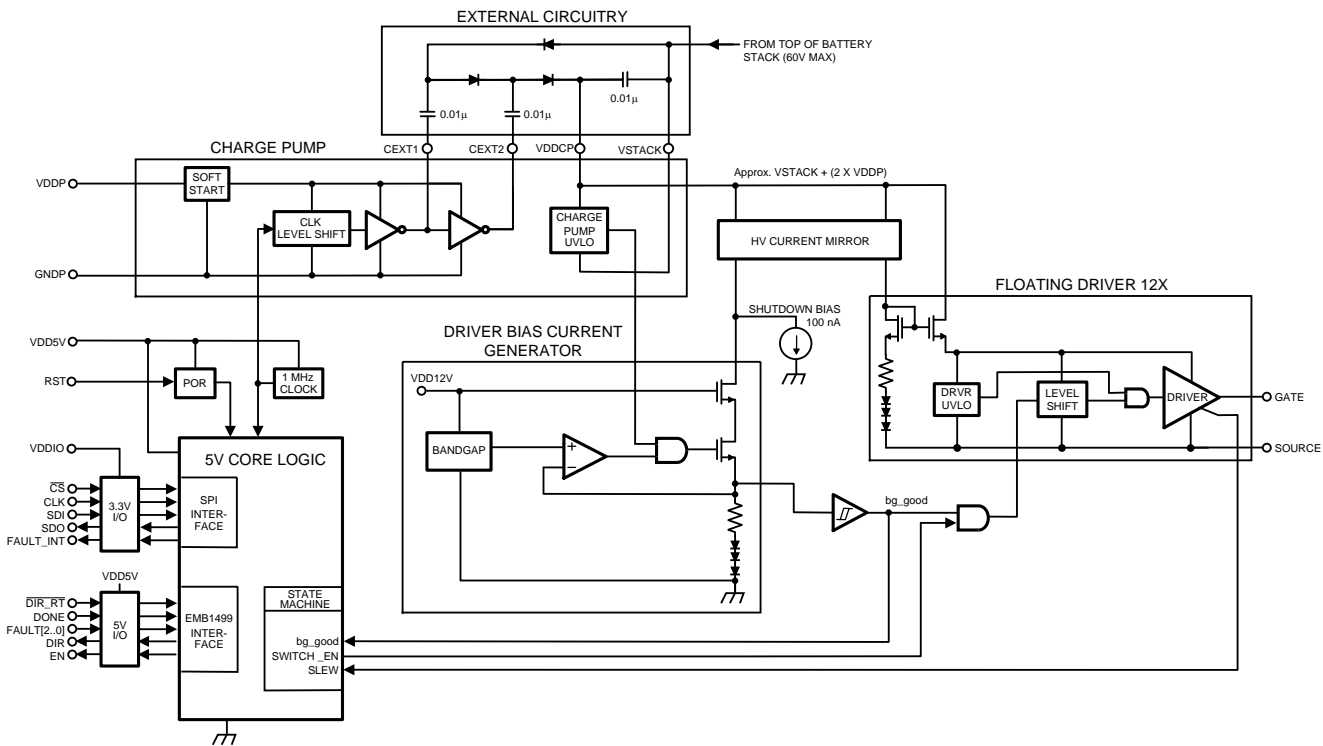 EXTERNAL CIRCUITRY
FROM TOP OF BATTERY
STACK (60V MAX)
0.01µ
0.01µ
0.01µ
CHARGE PUMP
CEXT1
CEXT2
VDDCP
VSTACK
VDDP
SOFT
START
CLK
LEVEL SHIFT
CHARGE
PUMP
UVLO
GNDP
Approx. VSTACK + (2 X VDDP)
HV CURRENT MIRROR
FLOATING DRIVER 12X
SHUTDOWN BIAS
100 nA
DRIVER BIAS CURRENT
GENERATOR
VDD5V
RST
POR
1 MHz
CLOCK
VDD12V
BANDGAP
+
−
DRVR
UVLO
LEVEL
SHIFT
DRIVER
GATE
SOURCE
VDDIO
5V CORE LOGIC
CS
CLK
SDI
SDO
FAULT_INT
3.3V
I/O
SPI
INTER-
FACE
bg_good
VDD5V
DIR_RT
DONE
FAULT[2..0]
DIR
EN
5V
I/O
EMB1499
INTER-
FACE
STATE
MACHINE
bg_good
SWITCH _EN
SLEW